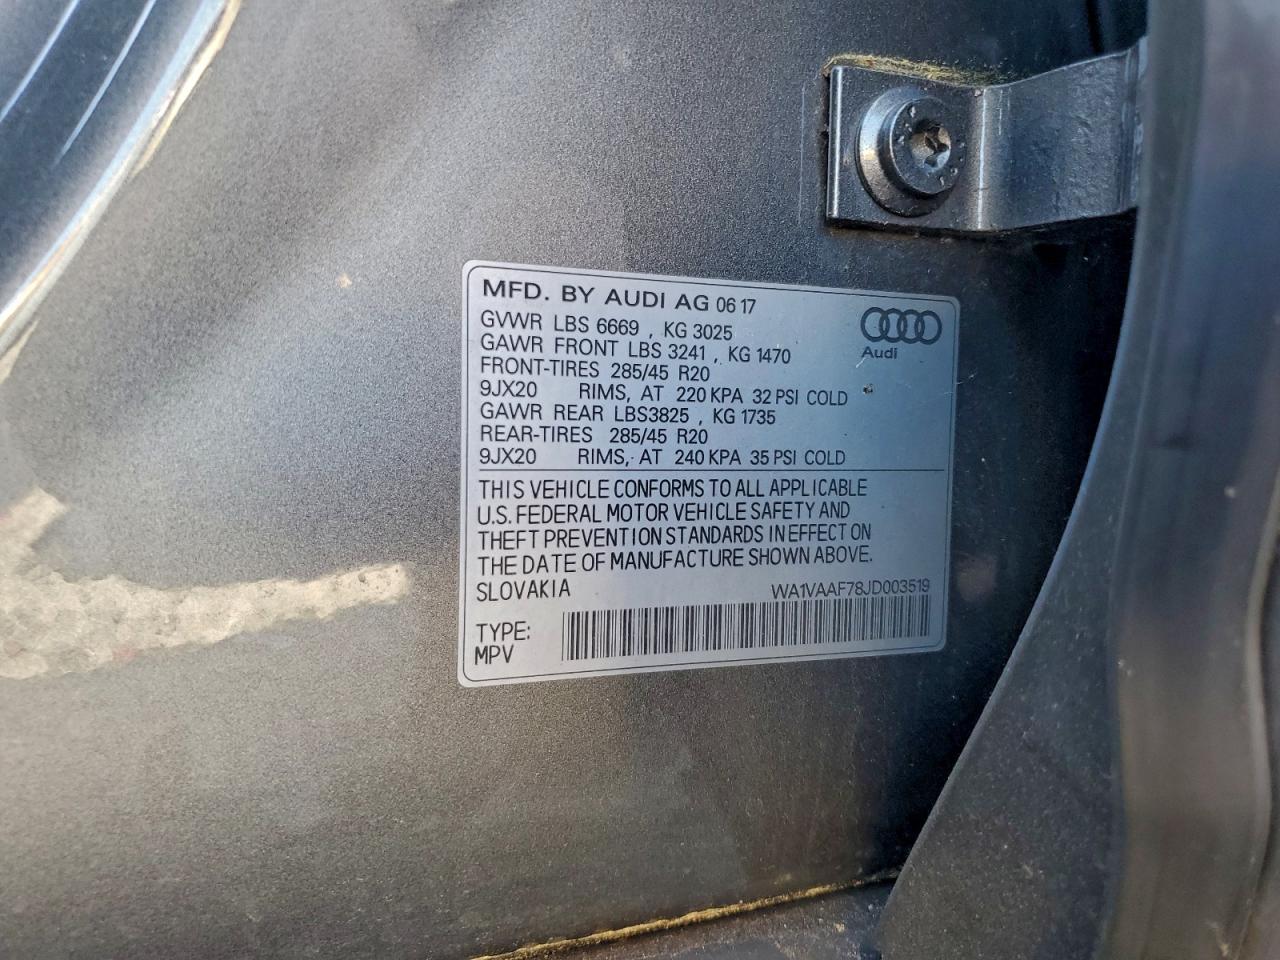 MFD. BY AUDI AG 06 17
GVWR LBS 6669 , KG 3025
GAWR FRONT LBS 3241 , KG 1470
FRONT-TIRES 285/45 R20
9JX20 RIMS, AT 220 KPA 32 PSI COLD
GAWR REAR LBS3825 , KG 1735
REAR-TIRES 285/45 R20
9JX20 RIMS, AT 240 KPA 35 PSI COLD
Audi
THIS VEHICLE CONFORMS TO ALL APPLICABLE
U.S. FEDERAL MOTOR VEHICLE SAFETY AND
THEFT PREVENTION STANDARDS IN EFFECT ON
THE DATE OF MANUFACTURE SHOWN ABOVE.
SLOVAKIA WA1VAAF78JD003519
TYPE:
MPV